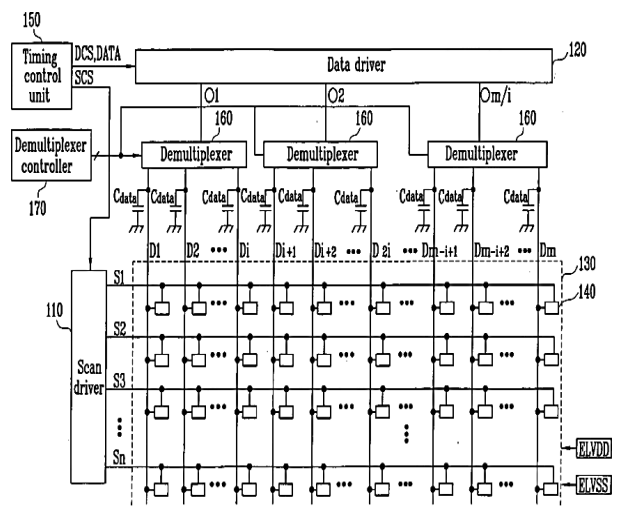 150
DCS,DATA
Timing control unit
SCS
Data driver
120
O1
O2
Om/i
160
160
160
Demultiplexer controller
Demultiplexer
Demultiplexer
Demultiplexer
170
Cdata
Cdata
Cdata
Cdata
Cdata
Cdata
Cdata
Cdata
D1 D2 ••• Di Di+1 Di+2 ••• D2i Dm-i+1 Dm-i+2 ••• Dm
130
S1
140
110
S2
Scan driver
S3
Sn
ELVDD
ELVSS